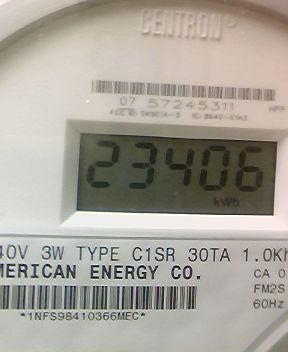 CENTRON
07 57245311
23406
kWh
40V 3W TYPE C1SR 30TA 1.0Kh
MERICAN ENERGY CO.
CA 0
FM2S
60Hz
*1NFS98410366MEC*